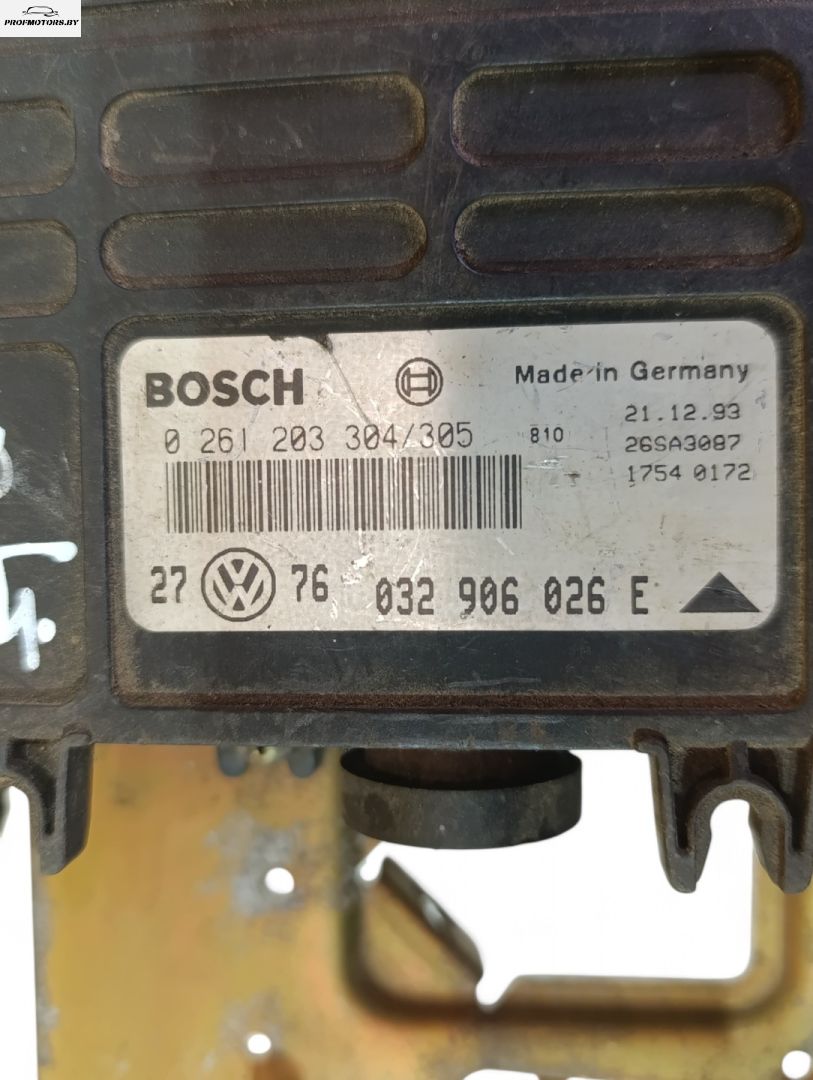 PROFMOTORS.BY
BOSCH Made in Germany
0 261 203 304/305 810 21.12.93
26SA3087
1754 0172
27 VW 76 032 906 026 E